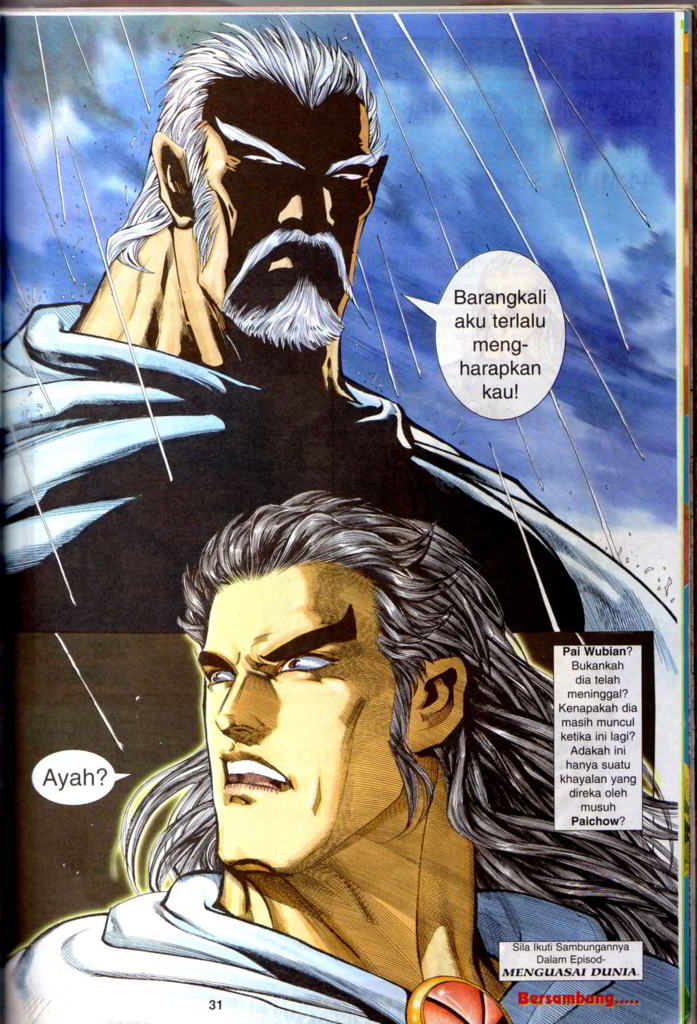 Barangkali
aku terlalu
meng-
harapkan
kau!
Ayah?
Pai Wubian?
Bukankah
dia telah
meninggal?
Kenapakah dia
masih muncul
ketika ini lagi?
Adakah ini
hanya suatu
khayalan yang
direka oleh
musuh
Paichow?
Sila Ikuti Sambungannya
Dalam Episod-
MENGUASAI DUNIA.
Bersambung.....
31